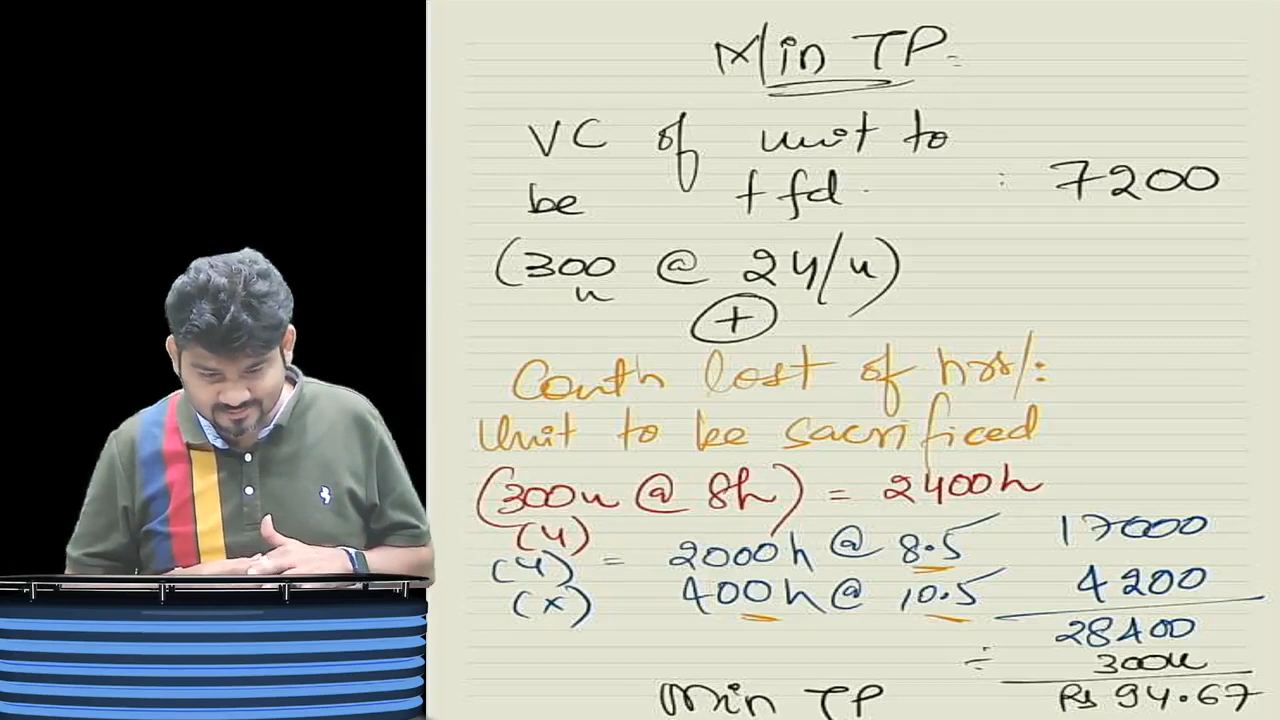 Min TP =
VC of unit to
be tfd. : 7200
(300 @ 24/u)
u
+
Conth lost of hrs/:
Unit to be sacrificed
(300u @ 8h) = 2400h
(Y)
(Y) = 2000h @ 8.5 17000
(X) 400h @ 10.5 4200
28400
÷ 300u
Min TP Rs 94.67